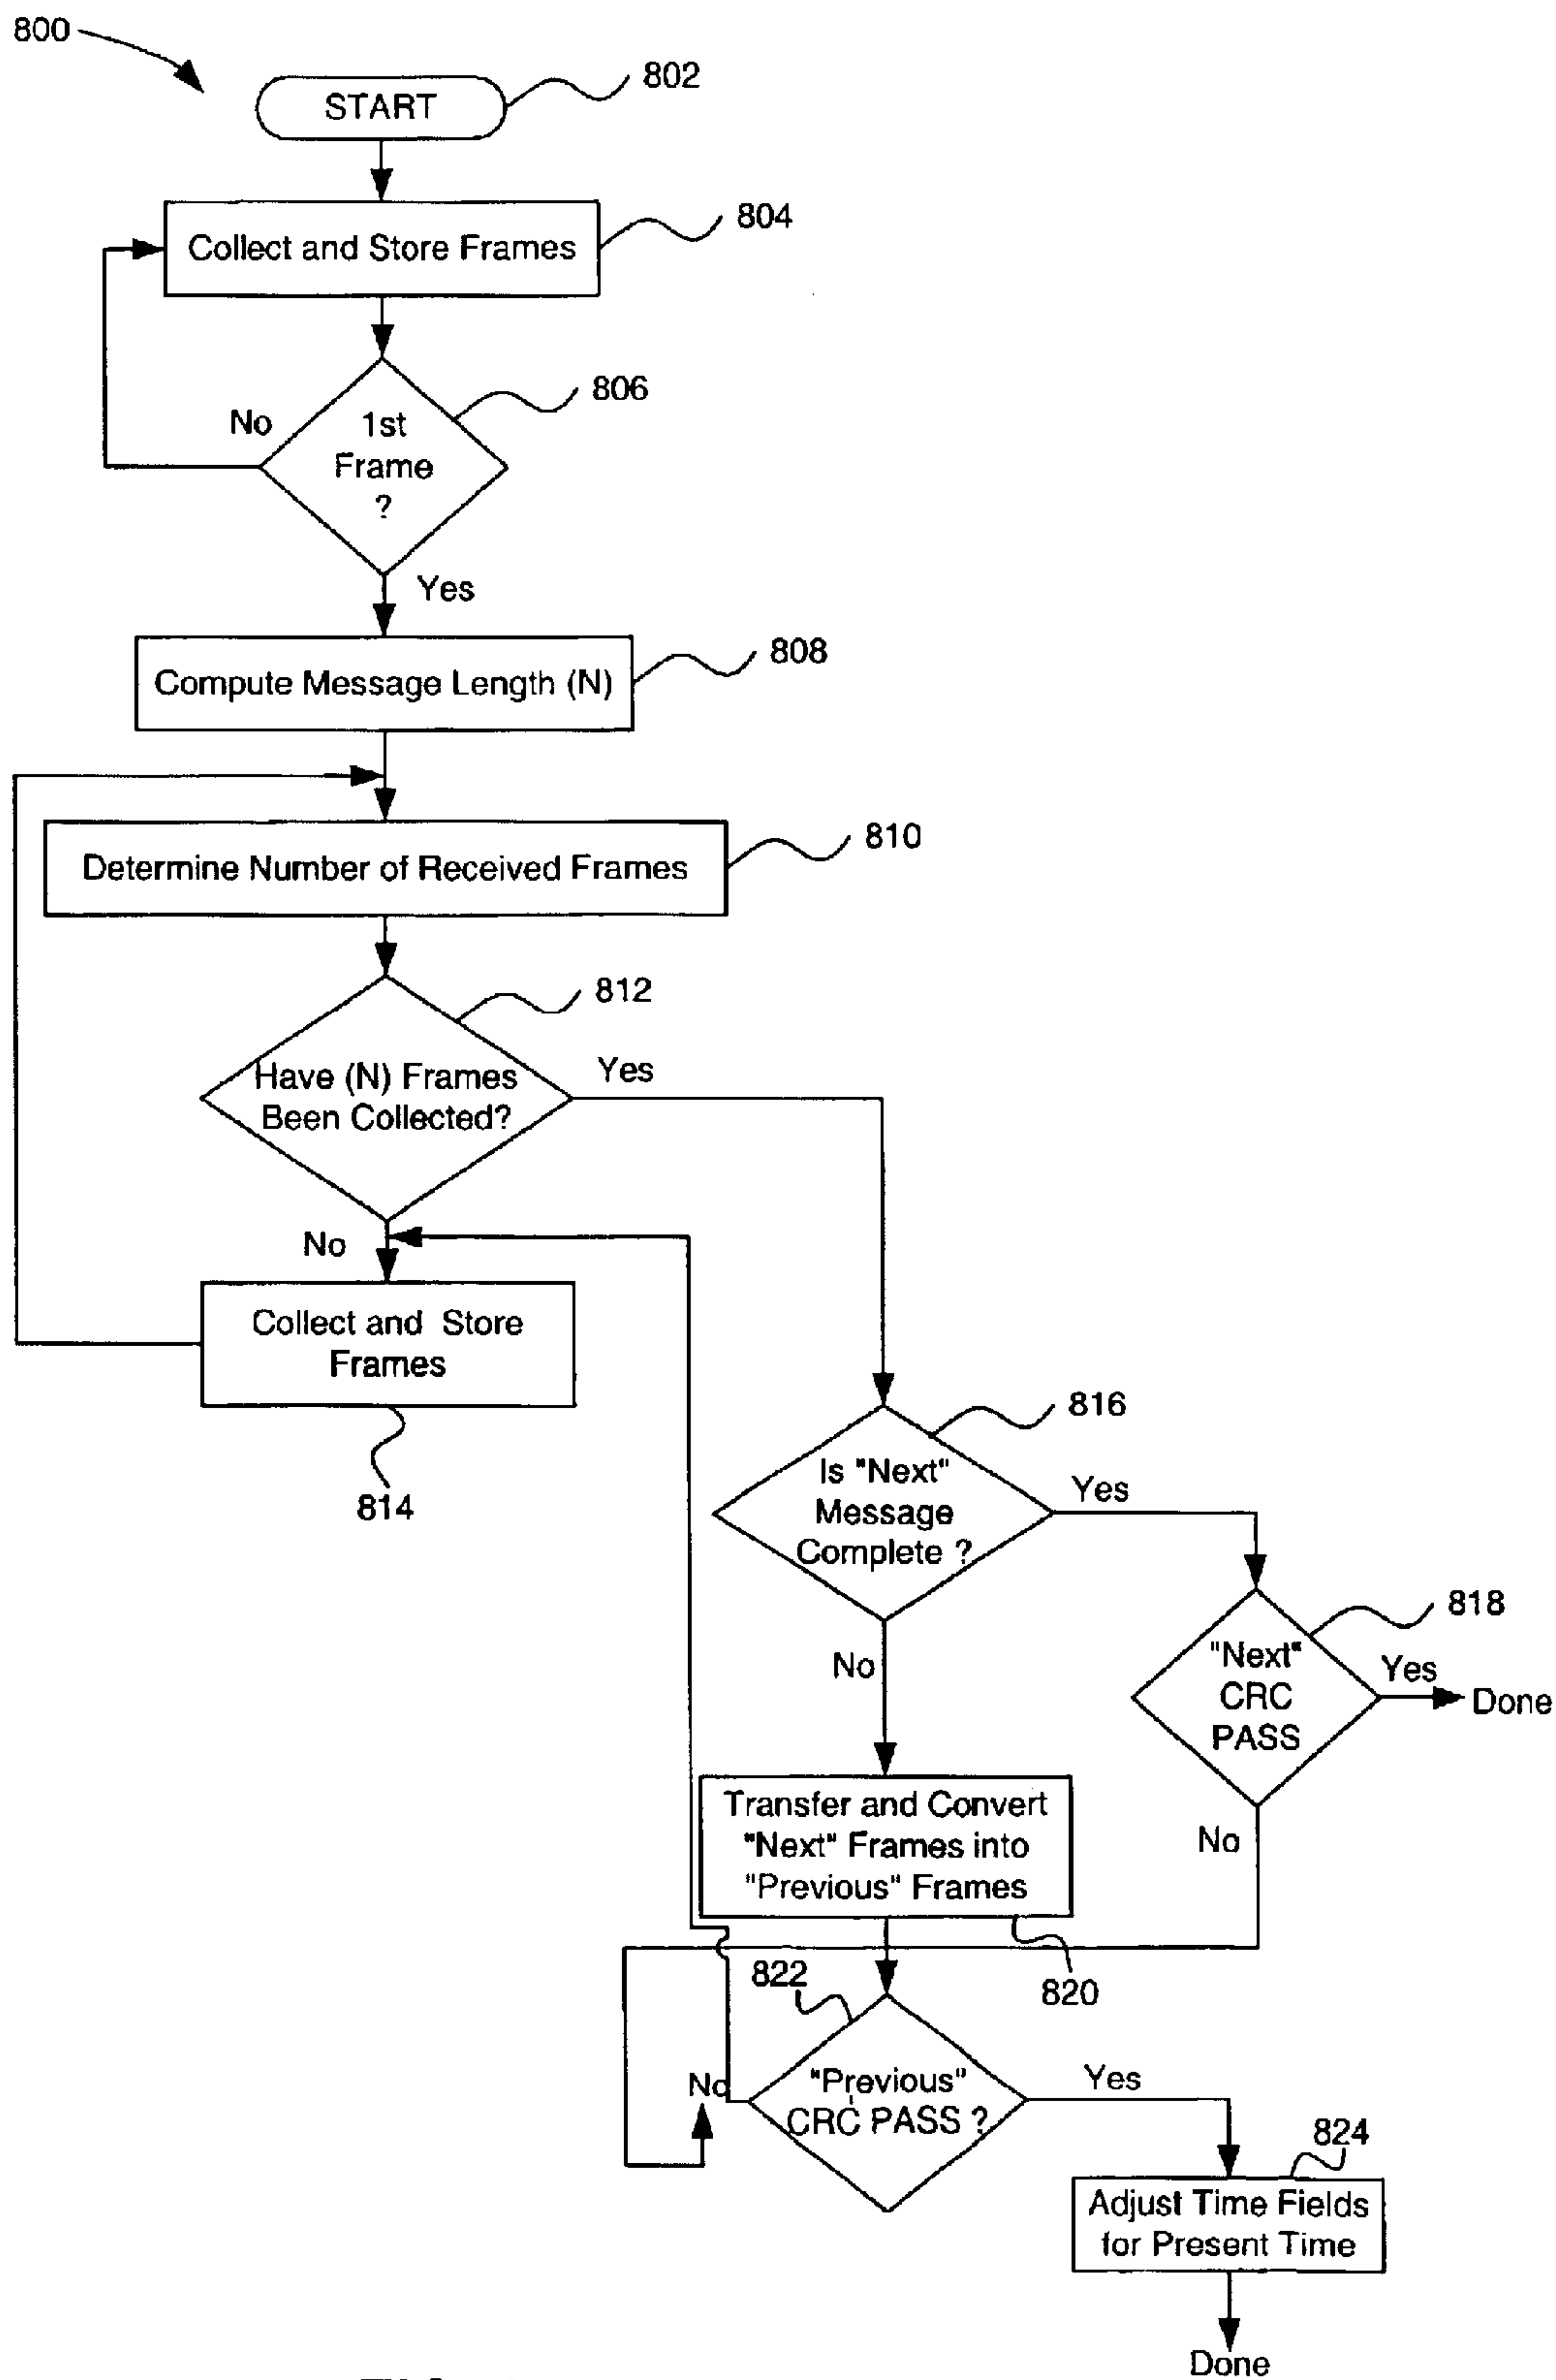 800
START
802
Collect and Store Frames
804
1st
Frame
?
806
No
Yes
Compute Message Length (N)
808
Determine Number of Received Frames
810
Have (N) Frames
Been Collected?
812
Yes
No
Collect and Store
Frames
814
Is "Next"
Message
Complete ?
816
Yes
No
"Next"
CRC
PASS
818
Yes
Done
No
Transfer and Convert
"Next" Frames into
"Previous" Frames
820
822
"Previous"
CRC PASS ?
No
Yes
824
Adjust Time Fields
for Present Time
Done